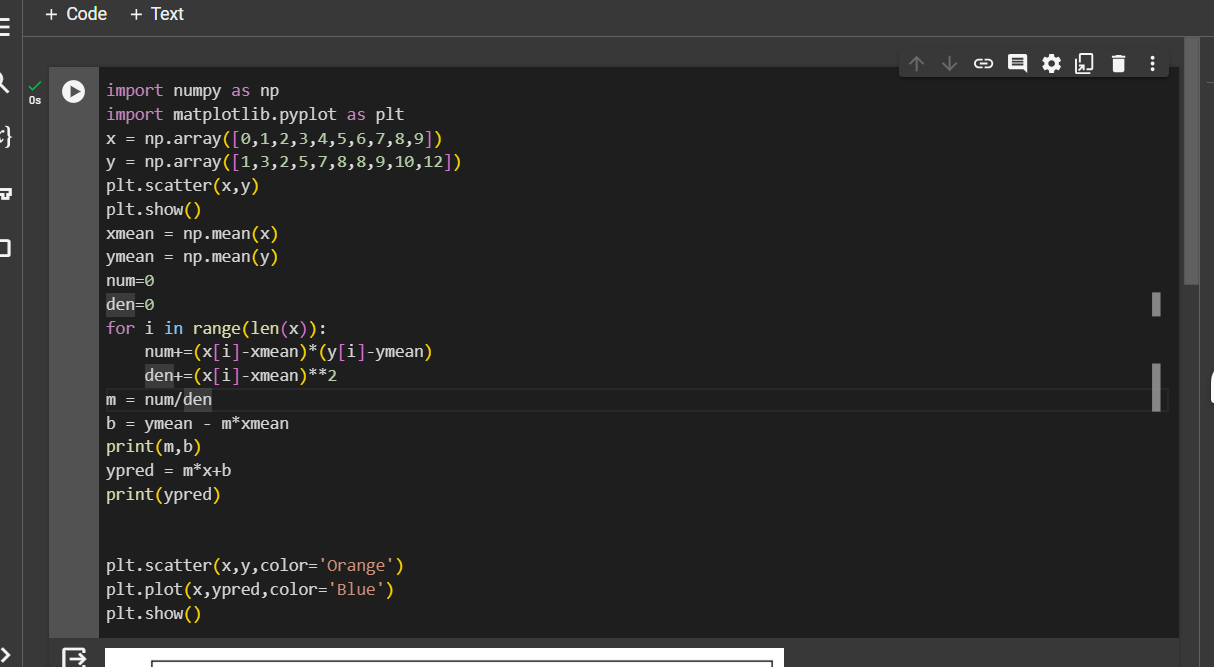 + Code + Text
0s
import numpy as np
import matplotlib.pyplot as plt
x = np.array([0,1,2,3,4,5,6,7,8,9])
y = np.array([1,3,2,5,7,8,8,9,10,12])
plt.scatter(x,y)
plt.show()
xmean = np.mean(x)
ymean = np.mean(y)
num=0
den=0
for i in range(len(x)):
    num+=(x[i]-xmean)*(y[i]-ymean)
    den+=(x[i]-xmean)**2
m = num/den
b = ymean - m*xmean
print(m,b)
ypred = m*x+b
print(ypred)
plt.scatter(x,y,color='Orange')
plt.plot(x,ypred,color='Blue')
plt.show()